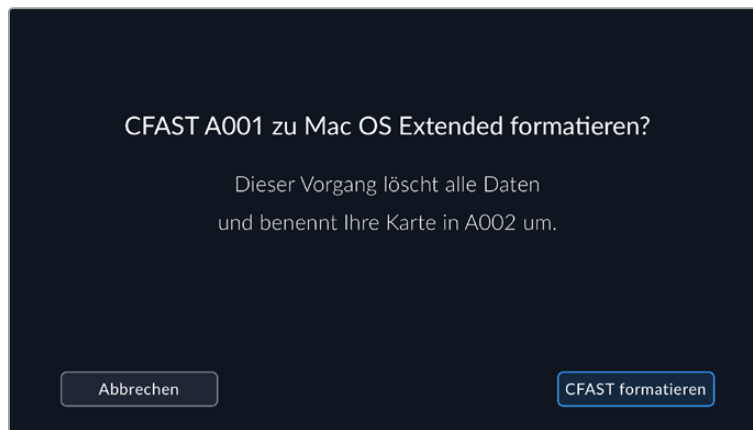 CFAST A001 zu Mac OS Extended formatieren?
Dieser Vorgang löscht alle Daten
und benennt Ihre Karte in A002 um.
Abbrechen
CFAST formatieren